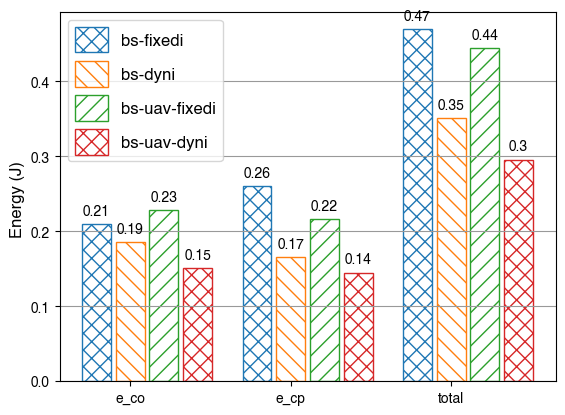 Energy (J)
0.0
0.1
0.2
0.3
0.4
bs-fixedi
bs-dyni
bs-uav-fixedi
bs-uav-dyni
0.21
0.19
0.23
0.15
0.26
0.17
0.22
0.14
0.47
0.35
0.44
0.3
e_co
e_cp
total